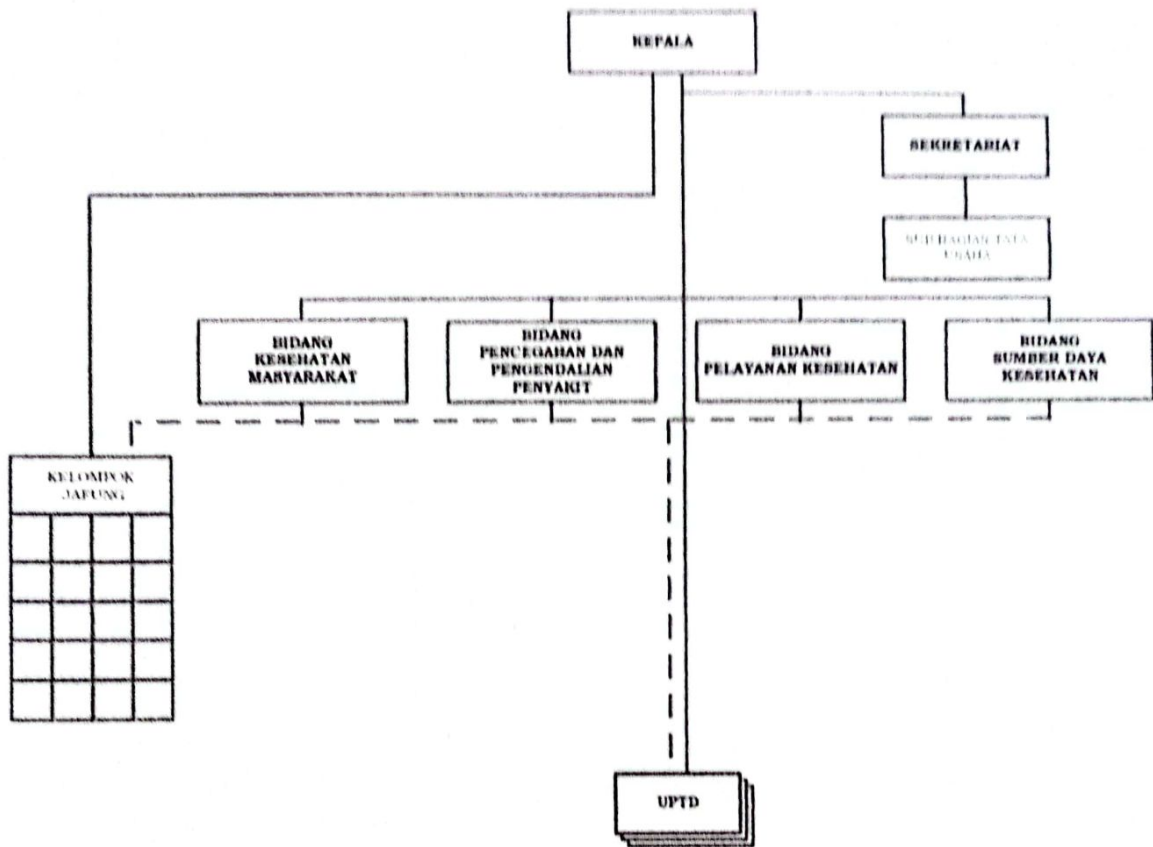 KEPALA
SEKRETARIAT
SUB BAGIAN TATA
USAHA
BIDANG
KESEHATAN
MASYARAKAT
BIDANG
PENCEGAHAN DAN
PENGENDALIAN
PENYAKIT
BIDANG
PELAYANAN KESEHATAN
BIDANG
SUMBER DAYA
KESEHATAN
KELOMPOK
JAFUNG
UPTD